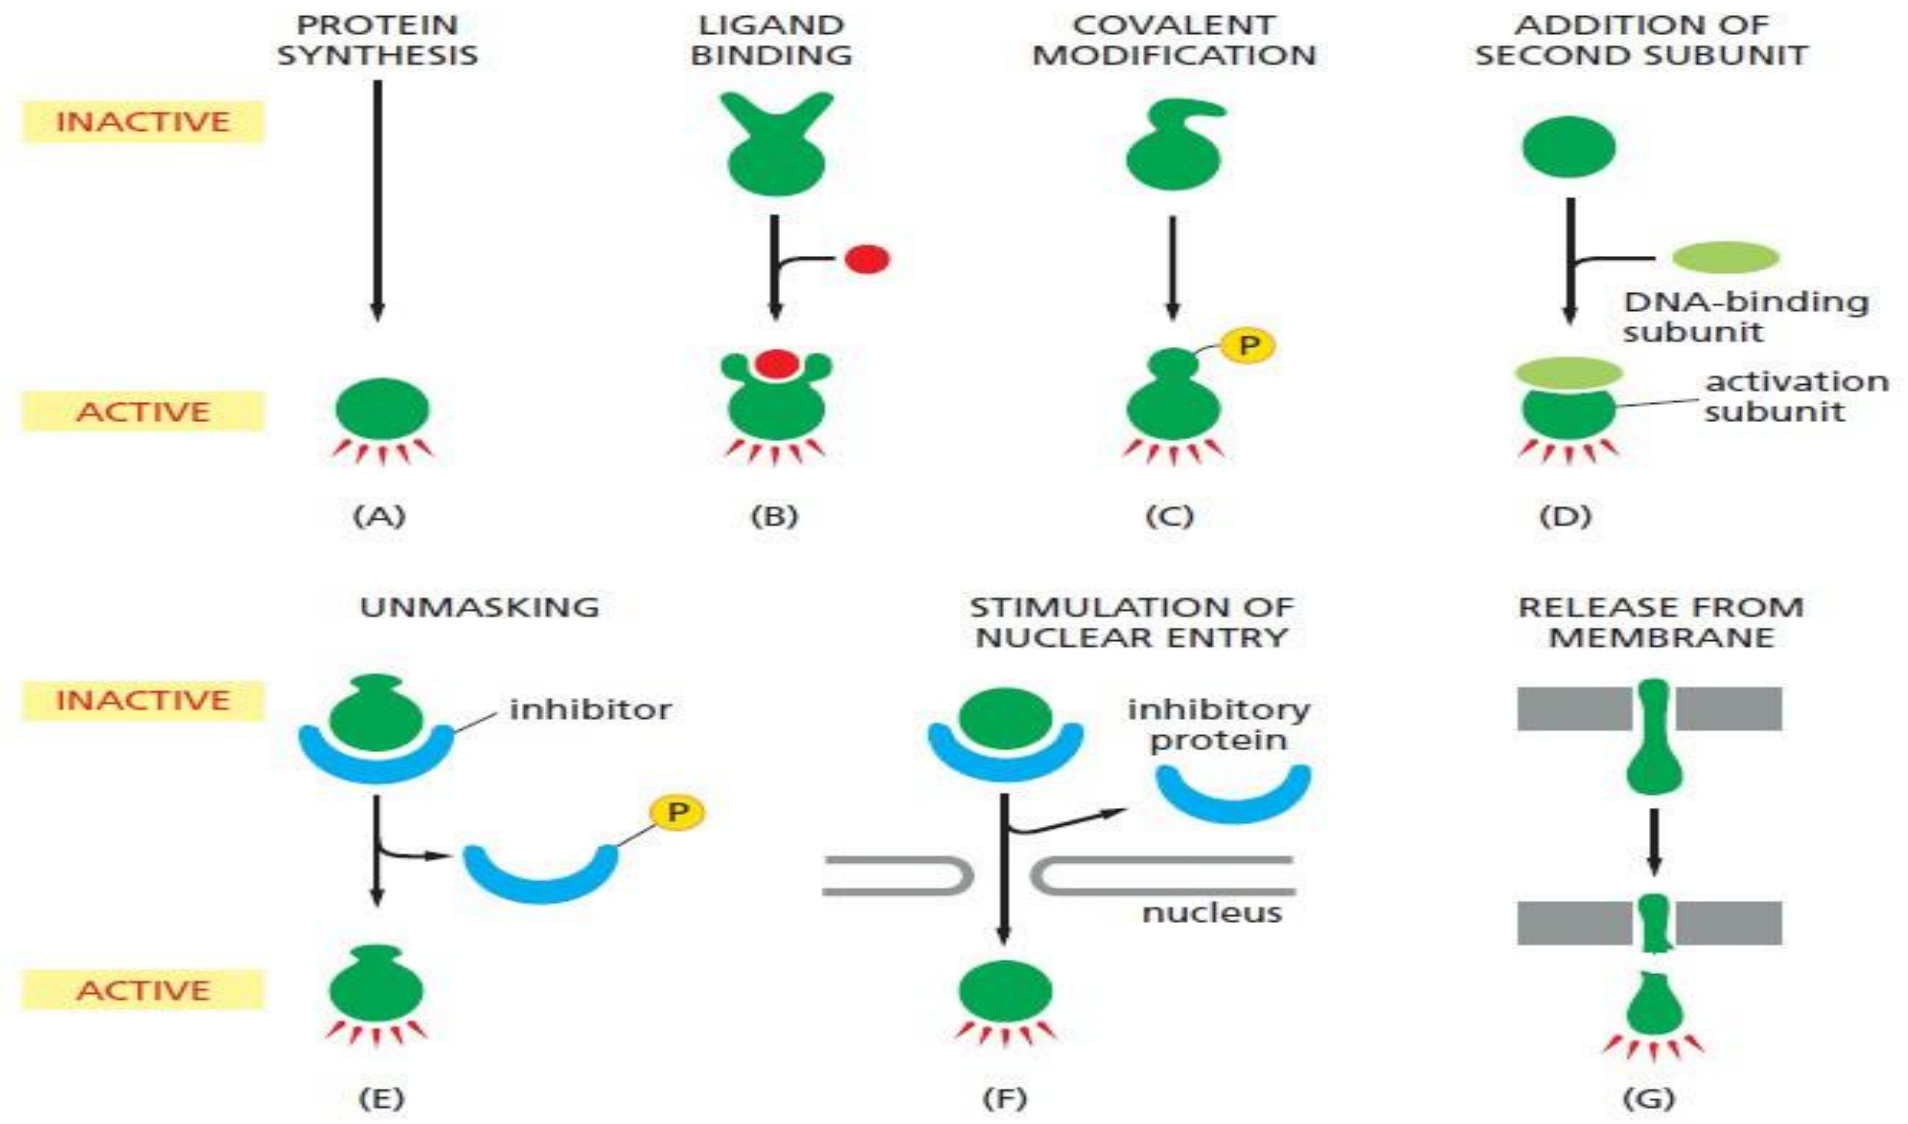 PROTEIN
SYNTHESIS
LIGAND
BINDING
COVALENT
MODIFICATION
ADDITION OF
SECOND SUBUNIT
INACTIVE
DNA-binding
subunit
P
ACTIVE
activation
subunit
(A)
(B)
(C)
(D)
UNMASKING
STIMULATION OF
NUCLEAR ENTRY
RELEASE FROM
MEMBRANE
INACTIVE
inhibitor
inhibitory
protein
P
nucleus
ACTIVE
(E)
(F)
(G)